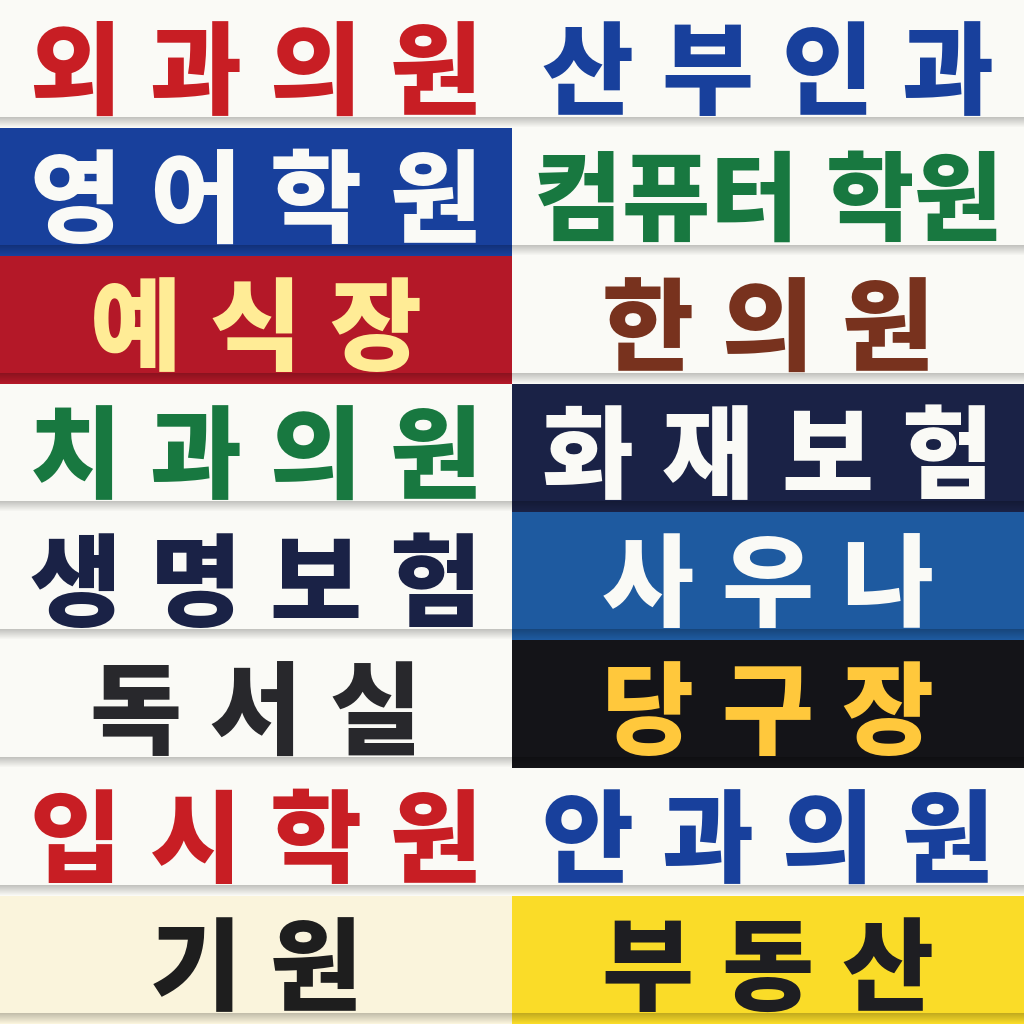 외과의원 산부인과
영어학원 컴퓨터 학원
예식장 한의원
치과의원 화재보험
생명보험 사우나
독서실 당구장
입시학원 안과의원
기원 부동산